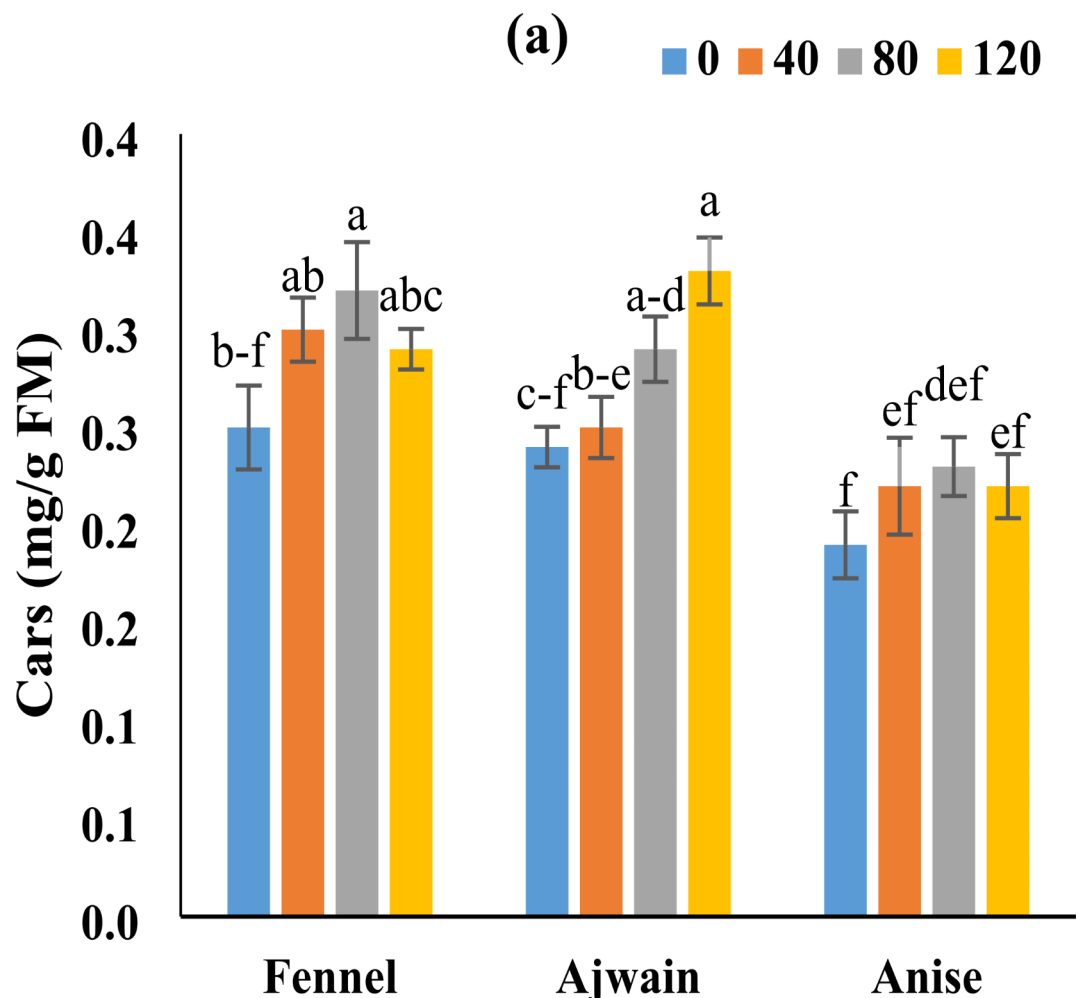 (a)
0 40 80 120
Cars (mg/g FM)
0.4
0.4
0.3
0.3
0.2
0.2
0.1
0.1
0.0
b-f ab a abc
c-f b-e a-d a
f ef def ef
Fennel Ajwain Anise